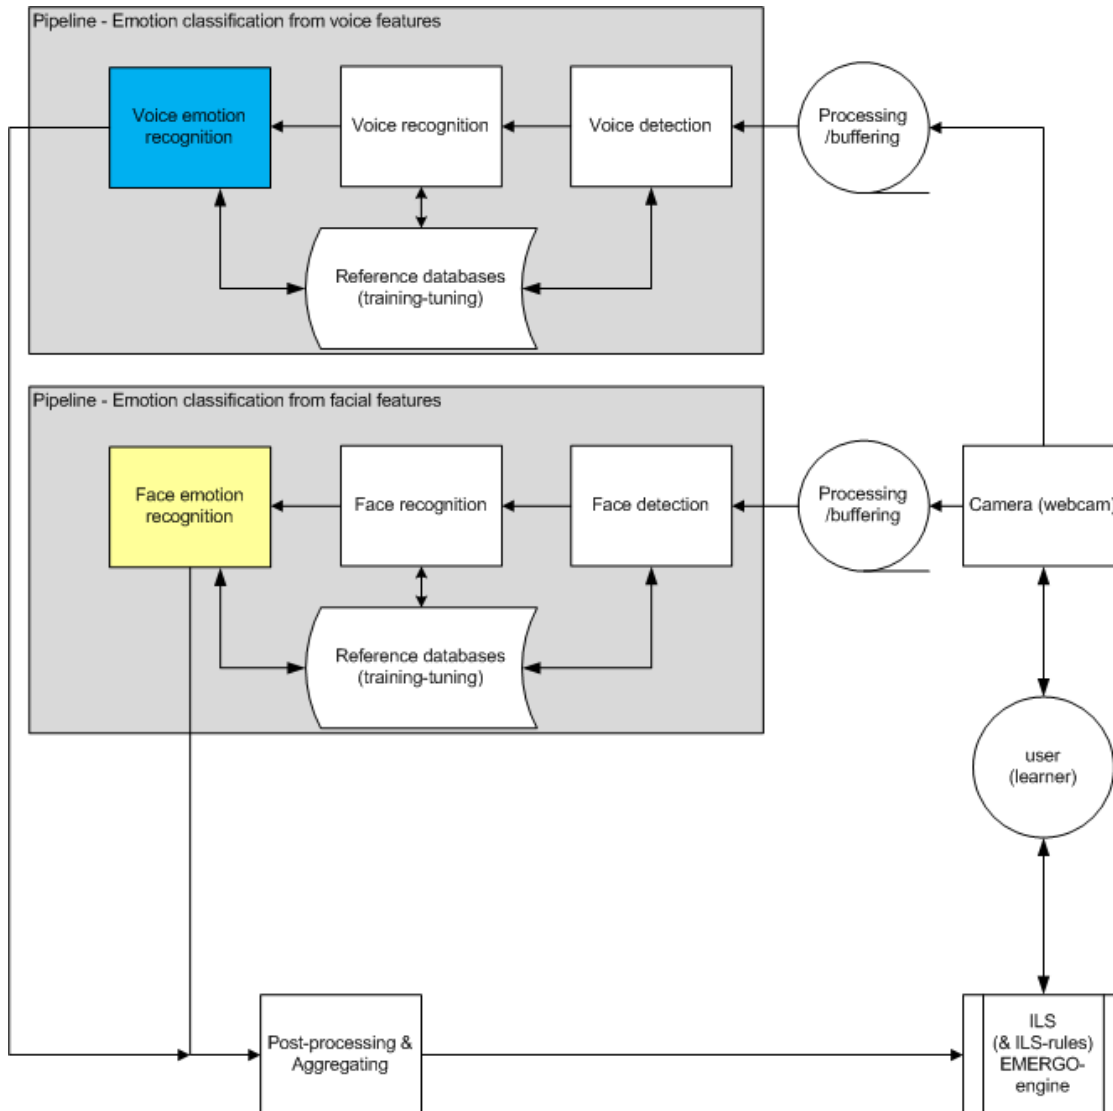 Pipeline - Emotion classification from voice features
Voice emotion
recognition
Voice recognition
Voice detection
Processing
/buffering
Reference databases
(training-tuning)
Pipeline - Emotion classification from facial features
Face emotion
recognition
Face recognition
Face detection
Processing
/buffering
Camera (webcam)
Reference databases
(training-tuning)
user
(learner)
Post-processing &
Aggregating
ILS
(& ILS-rules)
EMERGO-
engine